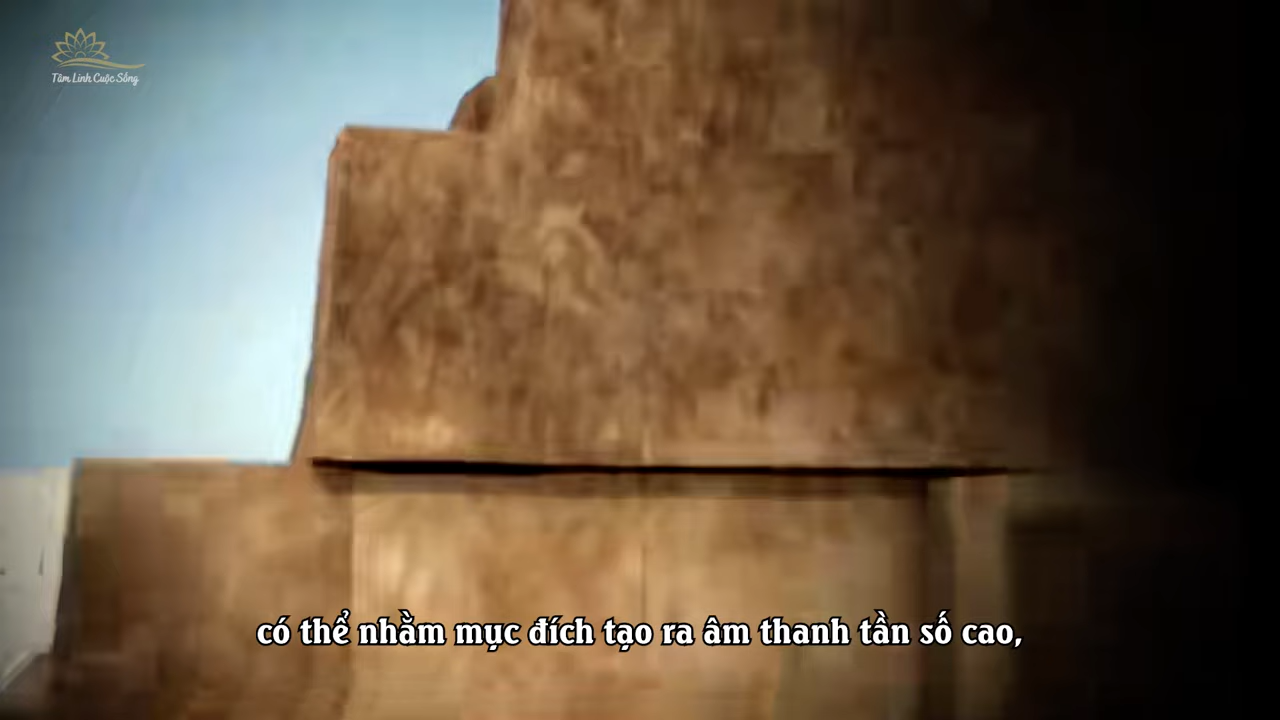 Tâm Linh Cuộc Sống
có thể nhằm mục đích tạo ra âm thanh tần số cao,